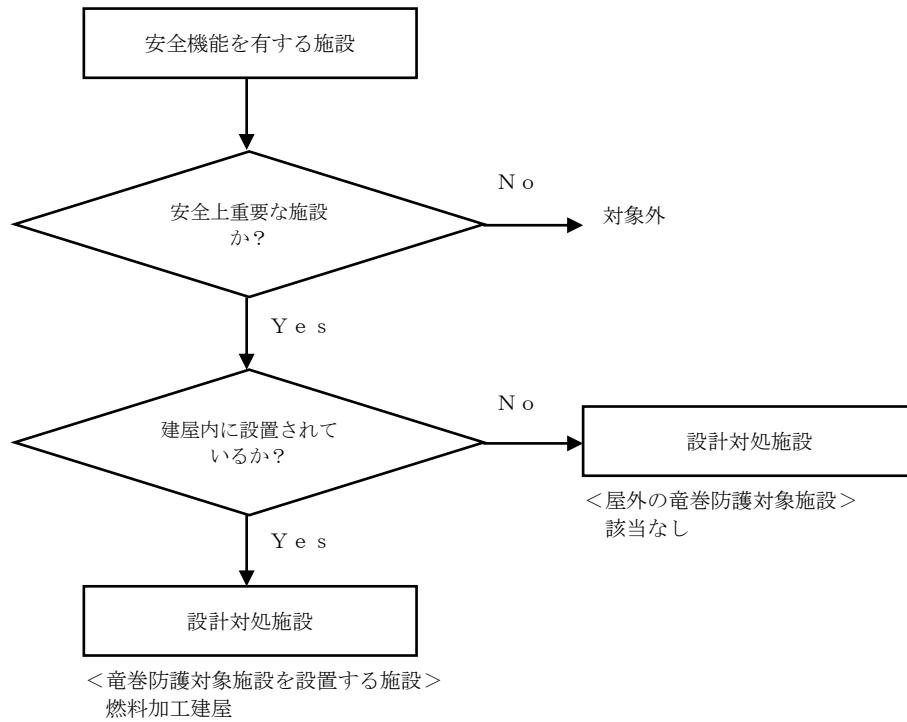 安全機能を有する施設
No
安全上重要な施設
か？
対象外
Yes
No
建屋内に設置されて
いるか？
設計対処施設
＜屋外の竜巻防護対象施設＞
該当なし
Yes
設計対処施設
＜竜巻防護対象施設を設置する施設＞
燃料加工建屋